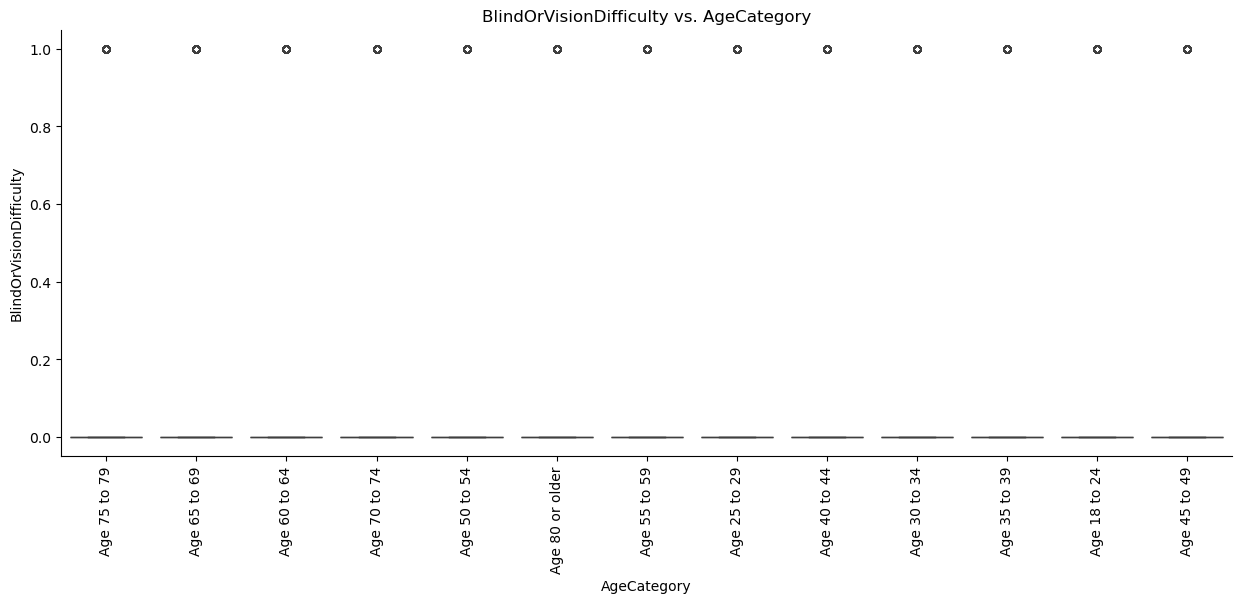 BlindOrVisionDifficulty vs. AgeCategory
BlindOrVisionDifficulty
1.0
0.8
0.6
0.4
0.2
0.0
Age 75 to 79
Age 65 to 69
Age 60 to 64
Age 70 to 74
Age 50 to 54
Age 80 or older
Age 55 to 59
Age 25 to 29
Age 40 to 44
Age 30 to 34
Age 35 to 39
Age 18 to 24
Age 45 to 49
AgeCategory